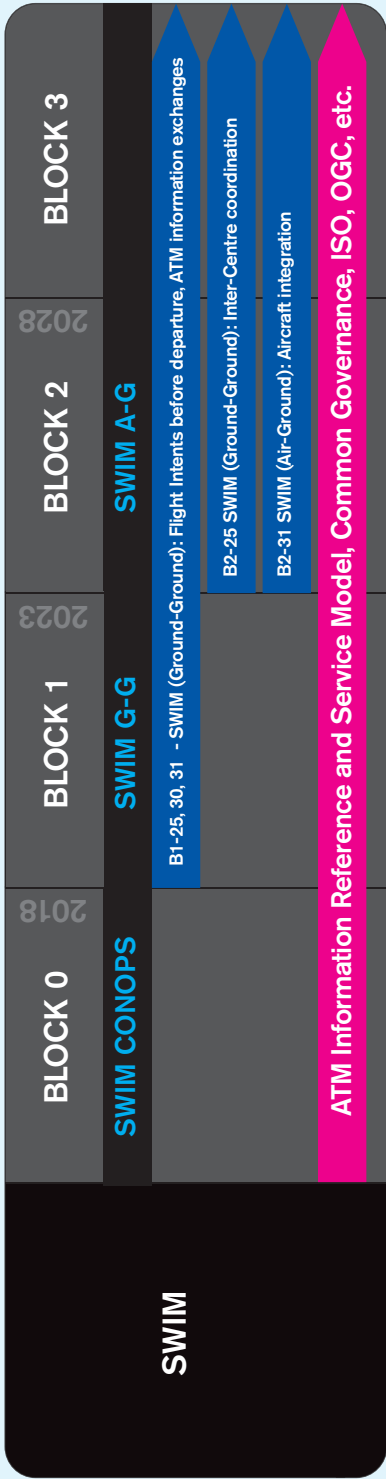 SWIM
BLOCK 0
2018
BLOCK 1
2023
BLOCK 2
2028
BLOCK 3
SWIM CONOPS
SWIM G-G
SWIM A-G
B1-25, 30, 31 - SWIM (Ground-Ground): Flight Intents before departure, ATM information exchanges
B2-25 SWIM (Ground-Ground): Inter-Centre coordination
B2-31 SWIM (Air-Ground): Aircraft integration
ATM Information Reference and Service Model, Common Governance, ISO, OGC, etc.